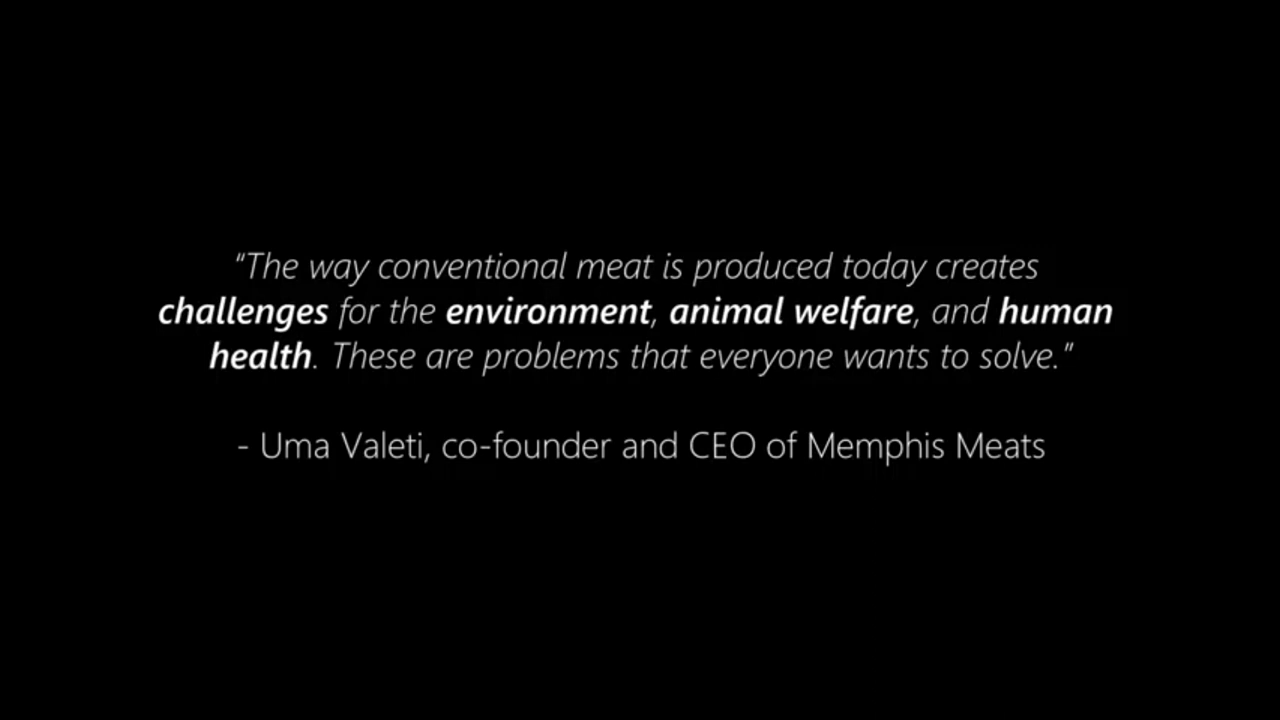 "The way conventional meat is produced today creates
challenges for the environment, animal welfare, and human
health. These are problems that everyone wants to solve."
- Uma Valeti, co-founder and CEO of Memphis Meats